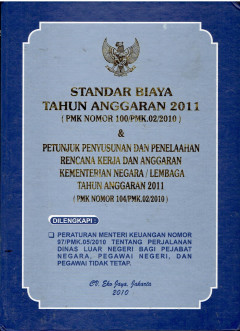 STANDAR BIAYA
TAHUN ANGGARAN 2011
( PMK NOMOR 100/PMK.02/2010 )
&
PETUNJUK PENYUSUNAN DAN PENELAAHAN
RENCANA KERJA DAN ANGGARAN
KEMENTERIAN NEGARA / LEMBAGA
TAHUN ANGGARAN 2011
(PMK NOMOR 104/PMK.02/2010)
DILENGKAPI :
❑ PERATURAN MENTERI KEUANGAN NOMOR
97/PMK.05/2010 TENTANG PERJALANAN
DINAS LUAR NEGERI BAGI PEJABAT
NEGARA, PEGAWAI NEGERI, DAN
PEGAWAI TIDAK TETAP.
CV. Eko Jaya, Jakarta
2010